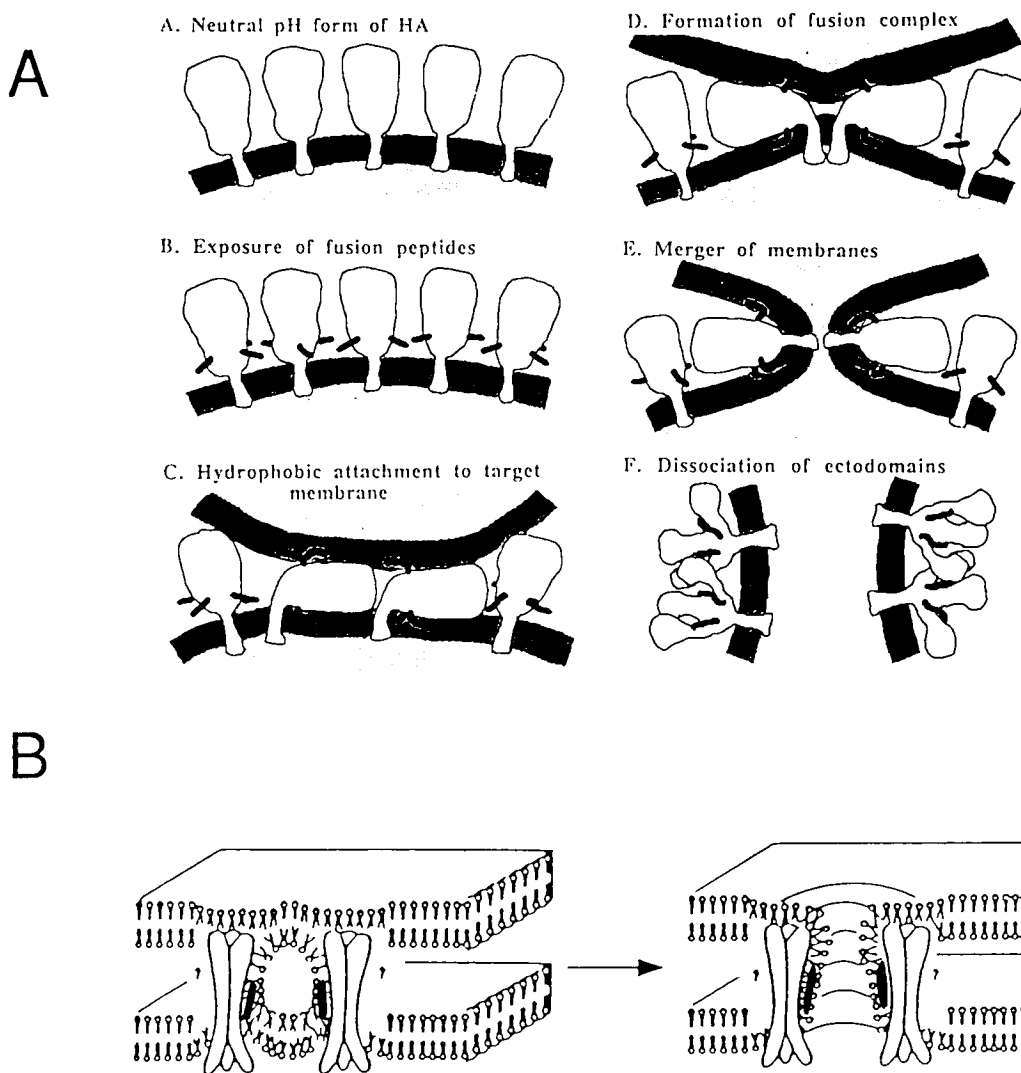 A
A. Neutral pH form of HA
B. Exposure of fusion peptides
C. Hydrophobic attachment to target
membrane
D. Formation of fusion complex
E. Merger of membranes
F. Dissociation of ectodomains
B
? ? ? ?